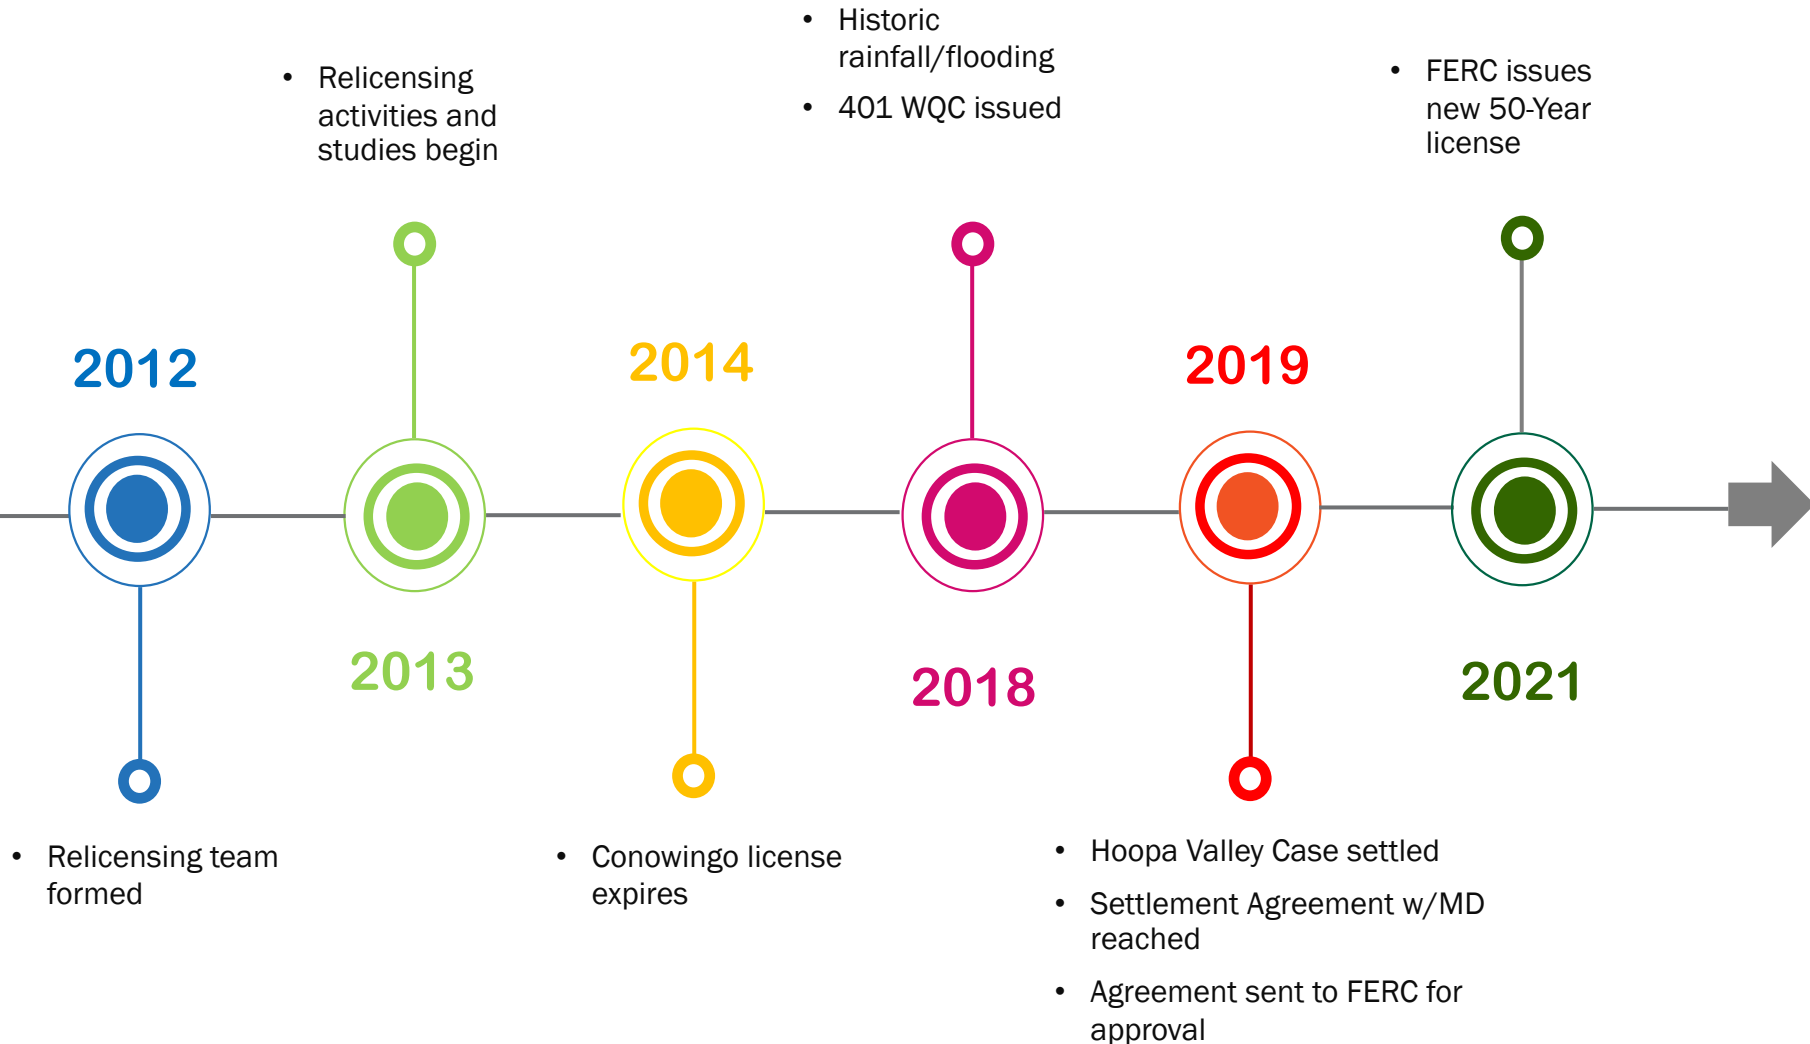 2012
• Relicensing team
formed
• Relicensing
activities and
studies begin
2013
2014
• Conowingo license
expires
• Historic
rainfall/flooding
• 401 WQC issued
2018
2019
• Hoopa Valley Case settled
• Settlement Agreement w/MD
reached
• Agreement sent to FERC for
approval
• FERC issues
new 50-Year
license
2021